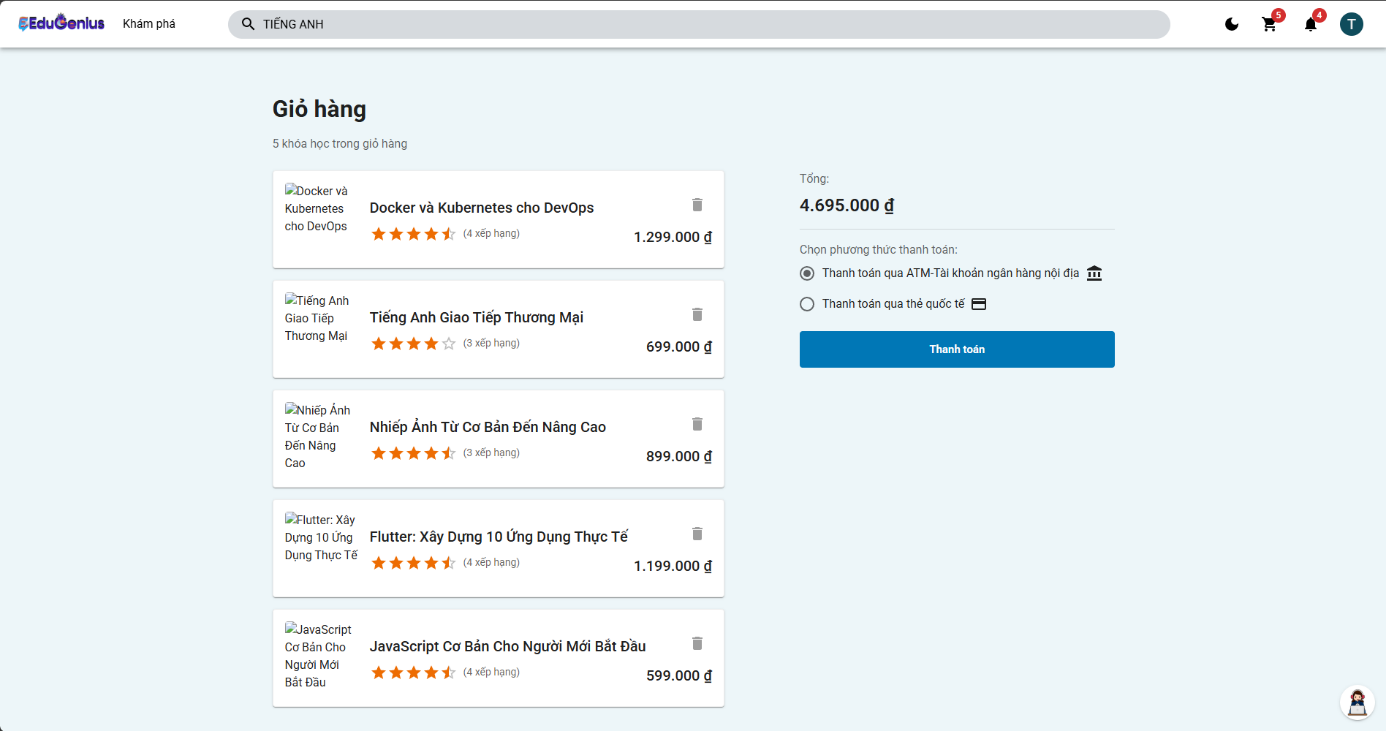 EduGenius Khám phá TIẾNG ANH 5 4 T
Giỏ hàng
5 khóa học trong giỏ hàng
Docker và
Kubernetes
cho DevOps
Docker và Kubernetes cho DevOps
(4 xếp hạng)
1.299.000 ₫
Tiếng Anh
Giao Tiếp
Thương Mại
Tiếng Anh Giao Tiếp Thương Mại
(3 xếp hạng)
699.000 ₫
Nhiếp Ảnh
Từ Cơ Bản
Đến Nâng
Cao
Nhiếp Ảnh Từ Cơ Bản Đến Nâng Cao
(3 xếp hạng)
899.000 ₫
Flutter: Xây
Dựng 10 Ứng
Dụng Thực Tế
Flutter: Xây Dựng 10 Ứng Dụng Thực Tế
(4 xếp hạng)
1.199.000 ₫
JavaScript
Cơ Bản Cho
Người Mới
Bắt Đầu
JavaScript Cơ Bản Cho Người Mới Bắt Đầu
(4 xếp hạng)
599.000 ₫
Tổng:
4.695.000 ₫
Chọn phương thức thanh toán:
Thanh toán qua ATM-Tài khoản ngân hàng nội địa
Thanh toán qua thẻ quốc tế
Thanh toán